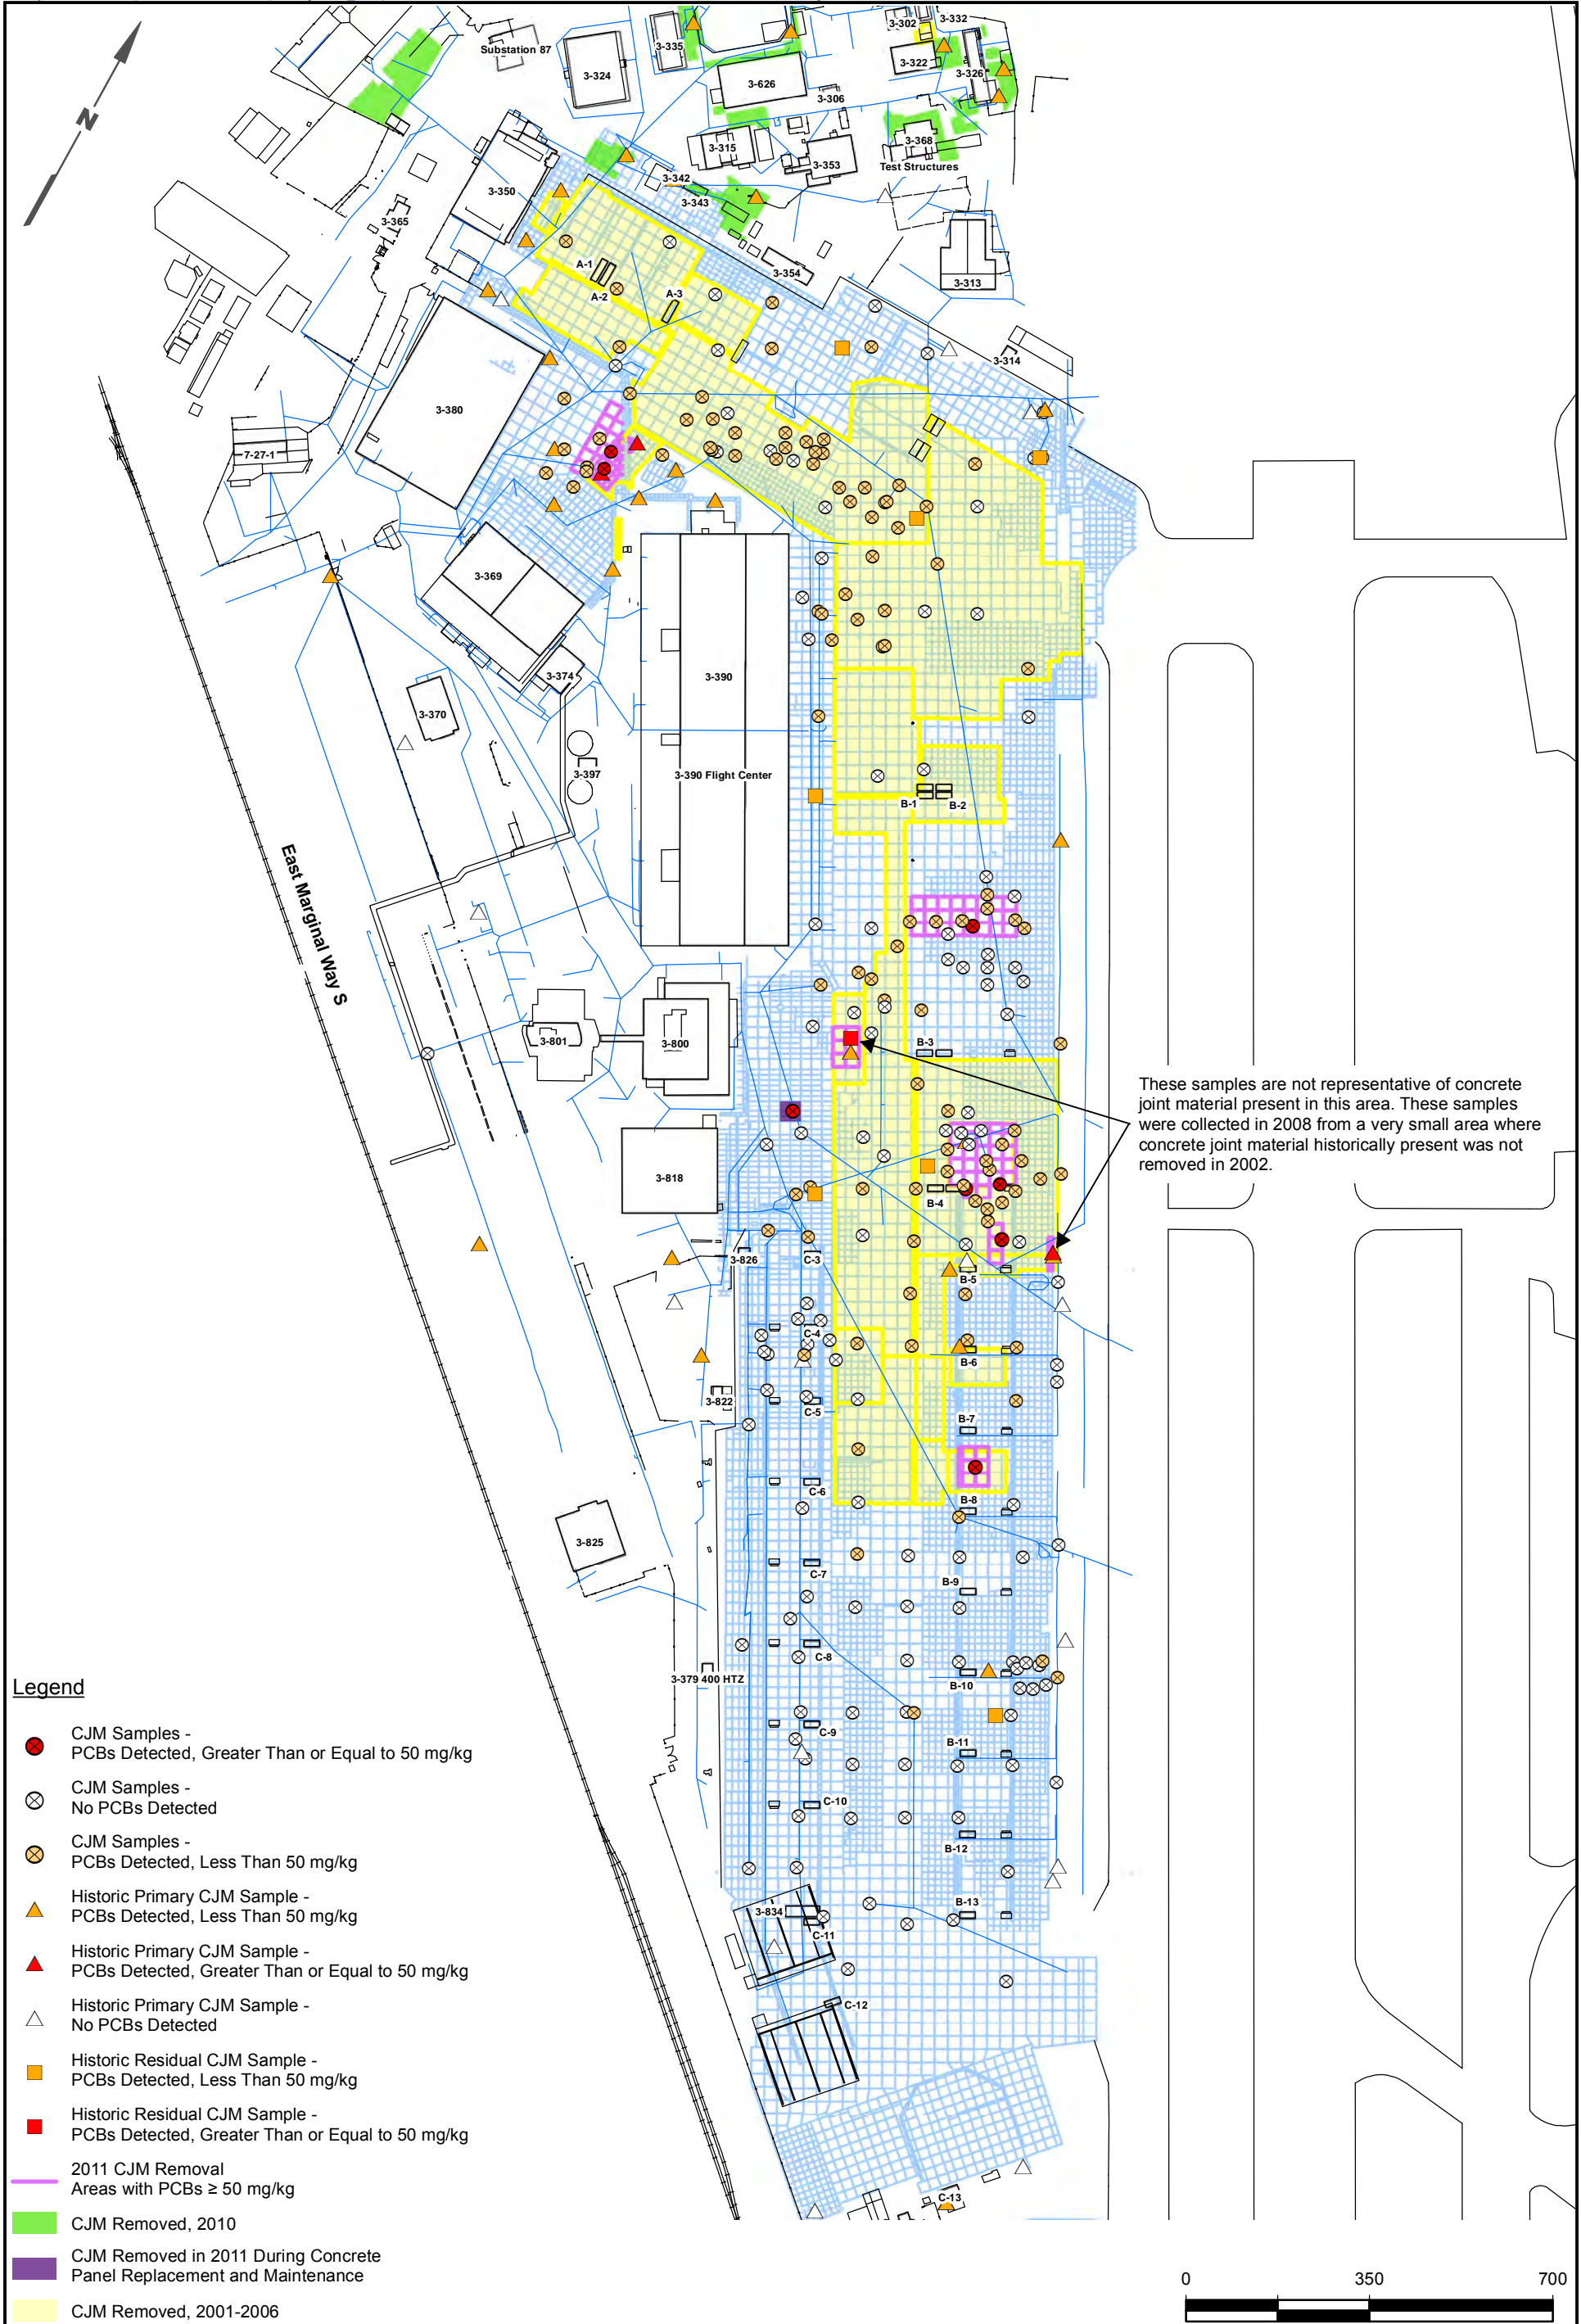 N
Substation 87
3-324
3-335
3-626
3-306
3-302
3-332
3-322
3-326
3-315
3-353
3-368
Test Structures
3-342
3-343
3-350
3-365
3-354
3-313
3-314
A-1
A-2
A-3
3-380
7-27-1
3-369
3-374
3-370
3-390
3-397
3-390 Flight Center
B-1
B-2
East Marginal Way S
3-801
3-800
B-3
These samples are not representative of concrete
joint material present in this area. These samples
were collected in 2008 from a very small area where
concrete joint material historically present was not
removed in 2002.
3-818
B-4
3-826
C-3
B-5
C-4
B-6
3-822
C-5
B-7
C-6
B-8
3-825
C-7
B-9
C-8
3-379 400 HTZ
B-10
C-9
B-11
C-10
B-12
3-834
B-13
C-11
C-12
C-13
Legend
CJM Samples -
PCBs Detected, Greater Than or Equal to 50 mg/kg
CJM Samples -
No PCBs Detected
CJM Samples -
PCBs Detected, Less Than 50 mg/kg
Historic Primary CJM Sample -
PCBs Detected, Less Than 50 mg/kg
Historic Primary CJM Sample -
PCBs Detected, Greater Than or Equal to 50 mg/kg
Historic Primary CJM Sample -
No PCBs Detected
Historic Residual CJM Sample -
PCBs Detected, Less Than 50 mg/kg
Historic Residual CJM Sample -
PCBs Detected, Greater Than or Equal to 50 mg/kg
2011 CJM Removal
Areas with PCBs ≥ 50 mg/kg
CJM Removed, 2010
CJM Removed in 2011 During Concrete
Panel Replacement and Maintenance
CJM Removed, 2001-2006
0 350 700